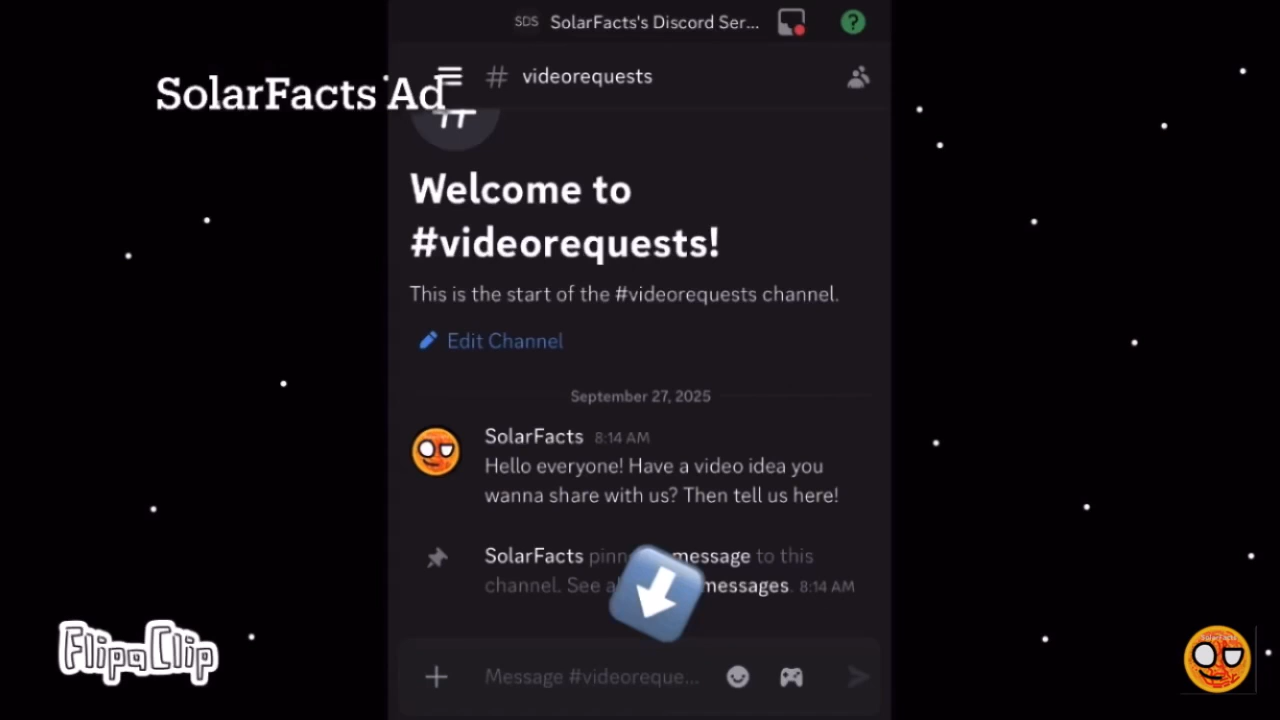 SDS SolarFacts's Discord Ser...
# videorequests
SolarFacts Ad
Welcome to
#videorequests!
This is the start of the #videorequests channel.
Edit Channel
September 27, 2025
SolarFacts 8:14 AM
Hello everyone! Have a video idea you
wanna share with us? Then tell us here!
SolarFacts message to this
channel. See messages. 8:14 AM
Message #videoreque...
FlipaClip
SolarFacts